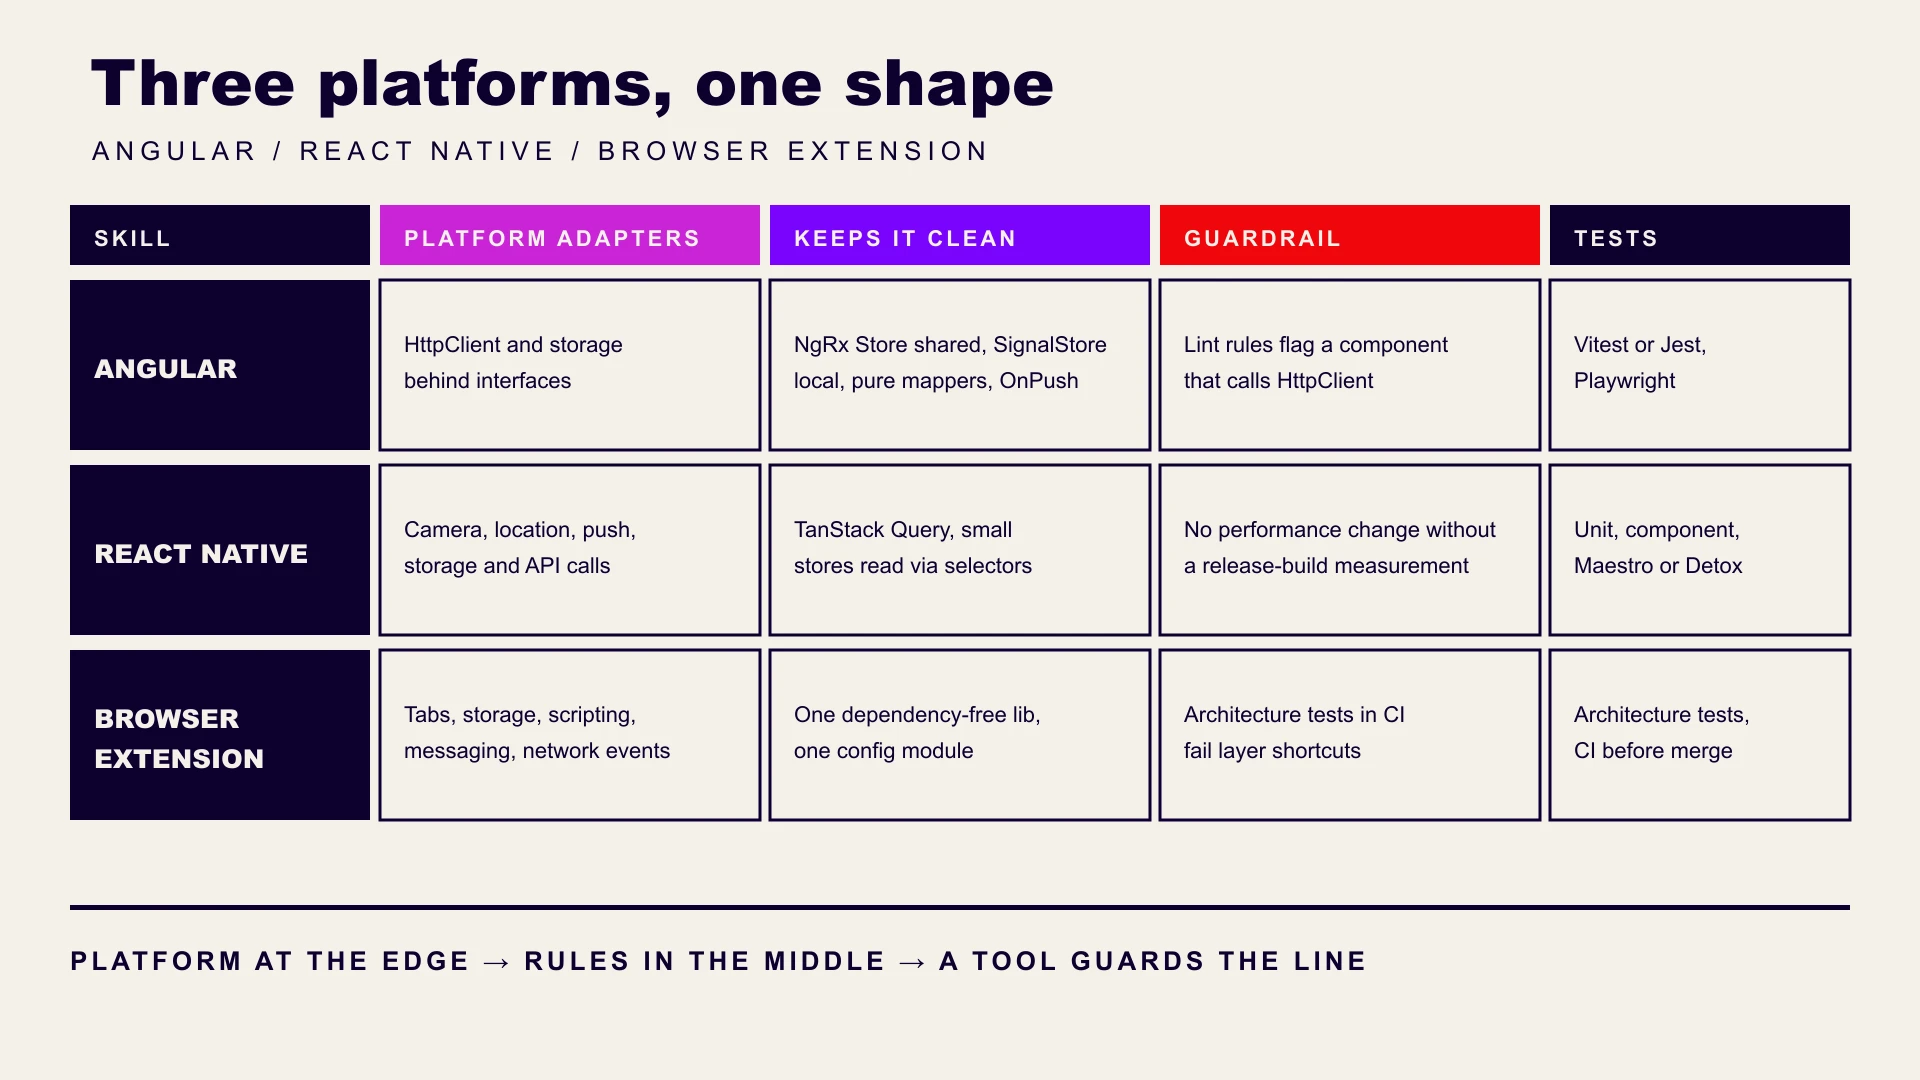 Three platforms, one shape
ANGULAR / REACT NATIVE / BROWSER EXTENSION
SKILL
PLATFORM ADAPTERS
KEEPS IT CLEAN
GUARDRAIL
TESTS
ANGULAR
HttpClient and storage
behind interfaces
NgRx Store shared, SignalStore
local, pure mappers, OnPush
Lint rules flag a component
that calls HttpClient
Vitest or Jest,
Playwright
REACT NATIVE
Camera, location, push,
storage and API calls
TanStack Query, small
stores read via selectors
No performance change without
a release-build measurement
Unit, component,
Maestro or Detox
BROWSER
EXTENSION
Tabs, storage, scripting,
messaging, network events
One dependency-free lib,
one config module
Architecture tests in CI
fail layer shortcuts
Architecture tests,
CI before merge
PLATFORM AT THE EDGE → RULES IN THE MIDDLE → A TOOL GUARDS THE LINE